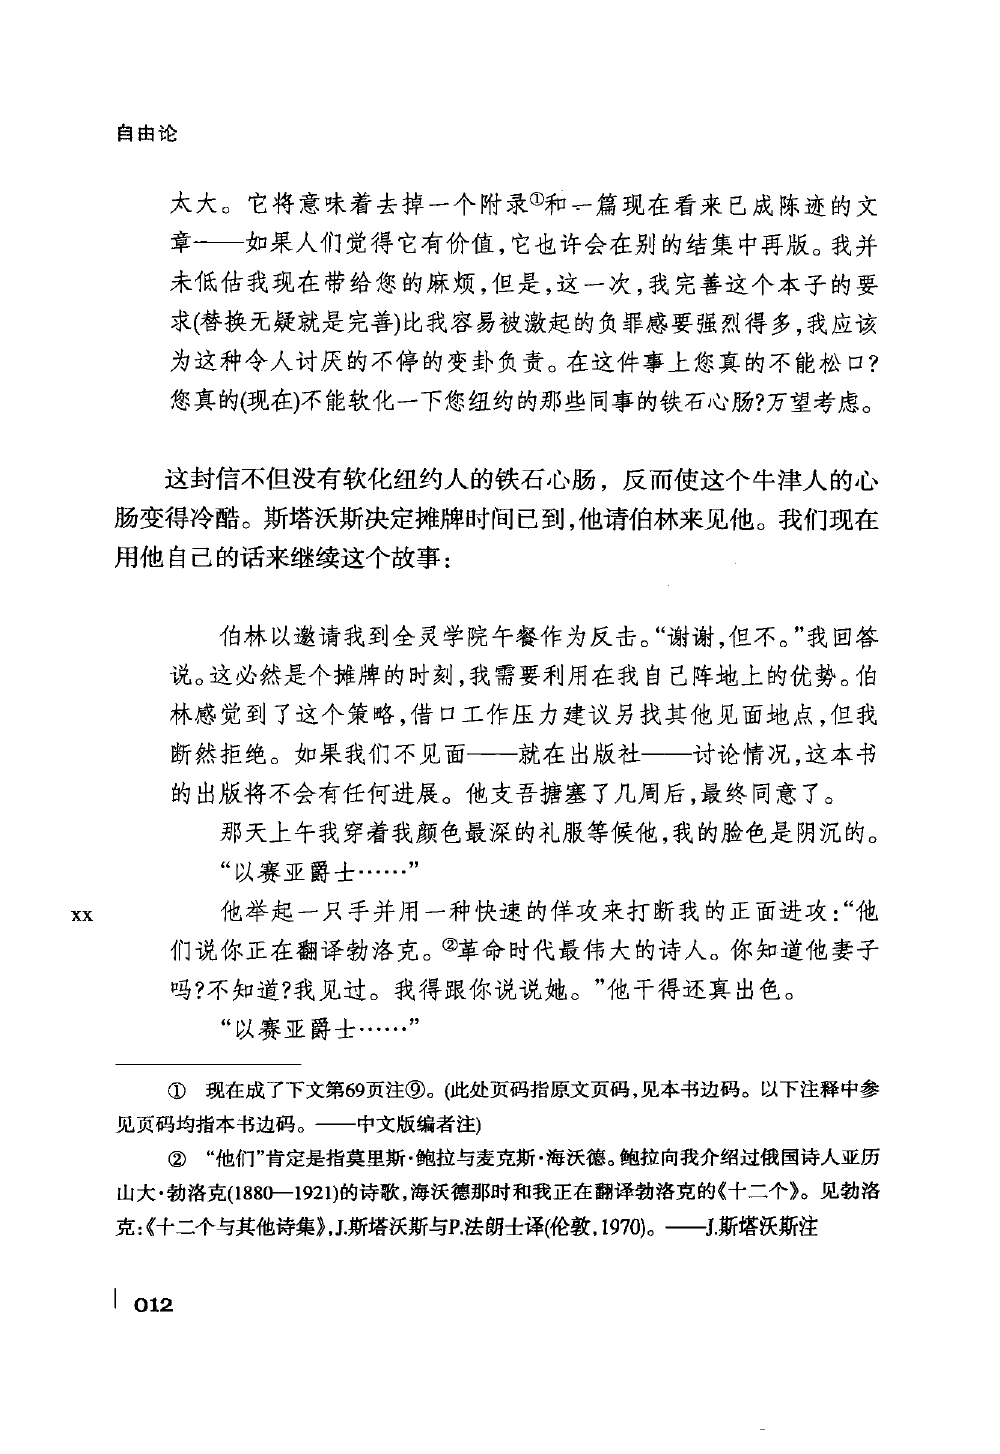 自由论
太大。它将意味着去掉一个附录①和一篇现在看来已成陈迹的文
章——如果人们觉得它有价值,它也许会在别的结集中再版。我并
未低估我现在带给您的麻烦,但是,这一次,我完善这个本子的要
求(替换无疑就是完善)比我容易被激起的负罪感要强烈得多,我应该
为这种令人讨厌的不停的变卦负责。在这件事上您真的不能松口?
您真的(现在)不能软化一下您纽约的那些同事的铁石心肠?万望考虑。
这封信不但没有软化纽约人的铁石心肠，反而使这个牛津人的心
肠变得冷酷。斯塔沃斯决定摊牌时间已到,他请伯林来见他。我们现在
用他自己的话来继续这个故事：
伯林以邀请我到全灵学院午餐作为反击。“谢谢,但不。”我回答
说。这必然是个摊牌的时刻,我需要利用在我自己阵地上的优势。伯
林感觉到了这个策略,借口工作压力建议另找其他见面地点,但我
断然拒绝。如果我们不见面——就在出版社——讨论情况,这本书
的出版将不会有任何进展。他支吾搪塞了几周后,最终同意了。
那天上午我穿着我颜色最深的礼服等候他,我的脸色是阴沉的。
“以赛亚爵士……”
xx
他举起一只手并用一种快速的佯攻来打断我的正面进攻：“他
们说你正在翻译勃洛克。②革命时代最伟大的诗人。你知道他妻子
吗?不知道?我见过。我得跟你说说她。”他干得还真出色。
“以赛亚爵士……”
① 现在成了下文第69页注⑨。(此处页码指原文页码,见本书边码。以下注释中参
见页码均指本书边码。——中文版编者注)
② “他们”肯定是指莫里斯·鲍拉与麦克斯·海沃德。鲍拉向我介绍过俄国诗人亚历
山大·勃洛克(1880—1921)的诗歌,海沃德那时和我正在翻译勃洛克的《十二个》。见勃洛
克:《十二个与其他诗集》,J.斯塔沃斯与P.法朗士译(伦敦,1970)。——J.斯塔沃斯注
012